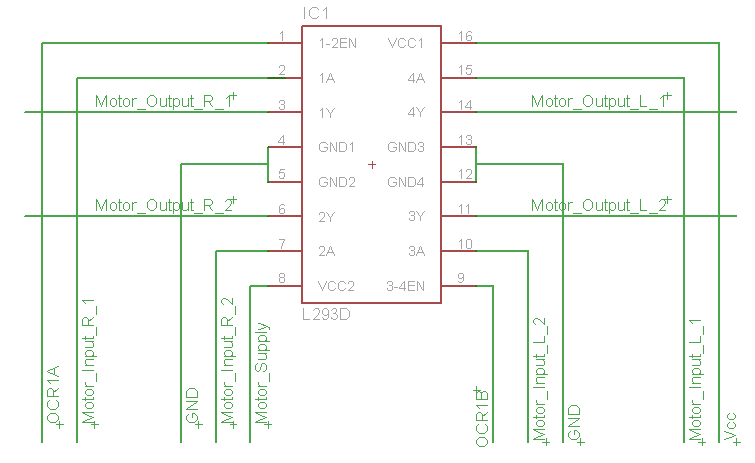 IC1
1 1-2EN VCC1 16
2 1A 4A 15
Motor_Output_R_1 3 1Y 4Y 14 Motor_Output_L_1
4 GND1 GND3 13
5 GND2 GND4 12
Motor_Output_R_2 6 2Y 3Y 11 Motor_Output_L_2
7 2A 3A 10
8 VCC2 3-4EN 9
L293D
OCR1A
Motor_Input_R_1
GND
Motor_Input_R_2
Motor_Supply
OCR1B
Motor_Input_L_2
GND
Motor_Input_L_1
Vcc